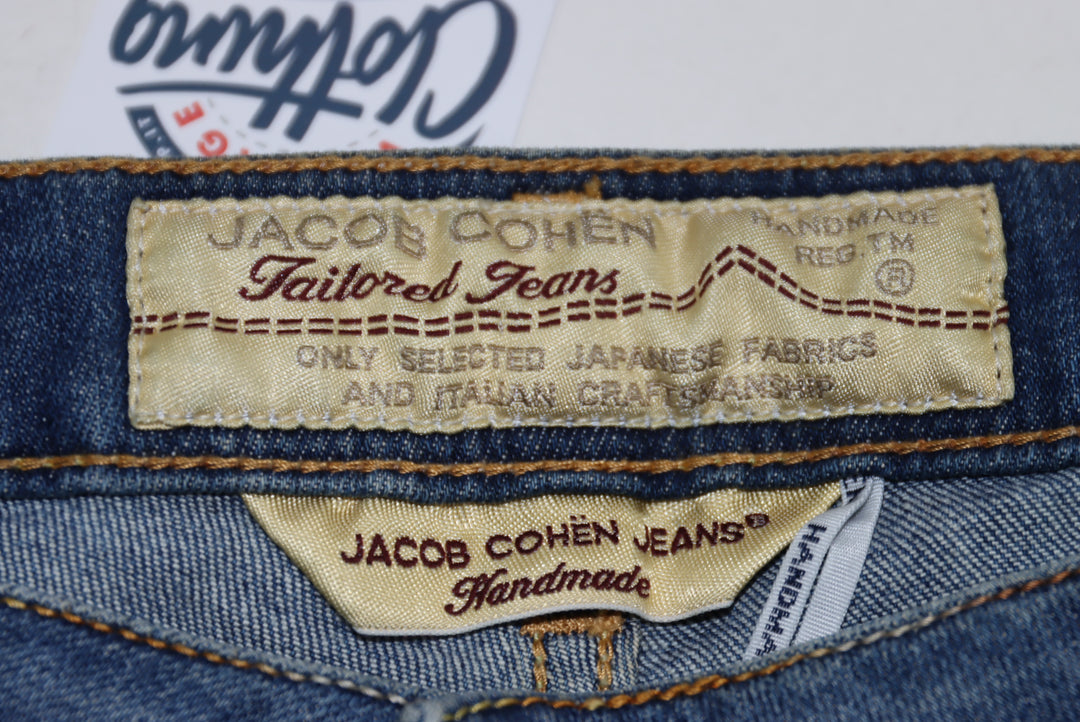 Clothing
JACOB COHËN
HANDMADE
REG.TM
®
Tailored Jeans
ONLY SELECTED JAPANESE FABRICS
AND ITALIAN CRAFTSMANSHIP
JACOB COHËN JEANS®
Handmade